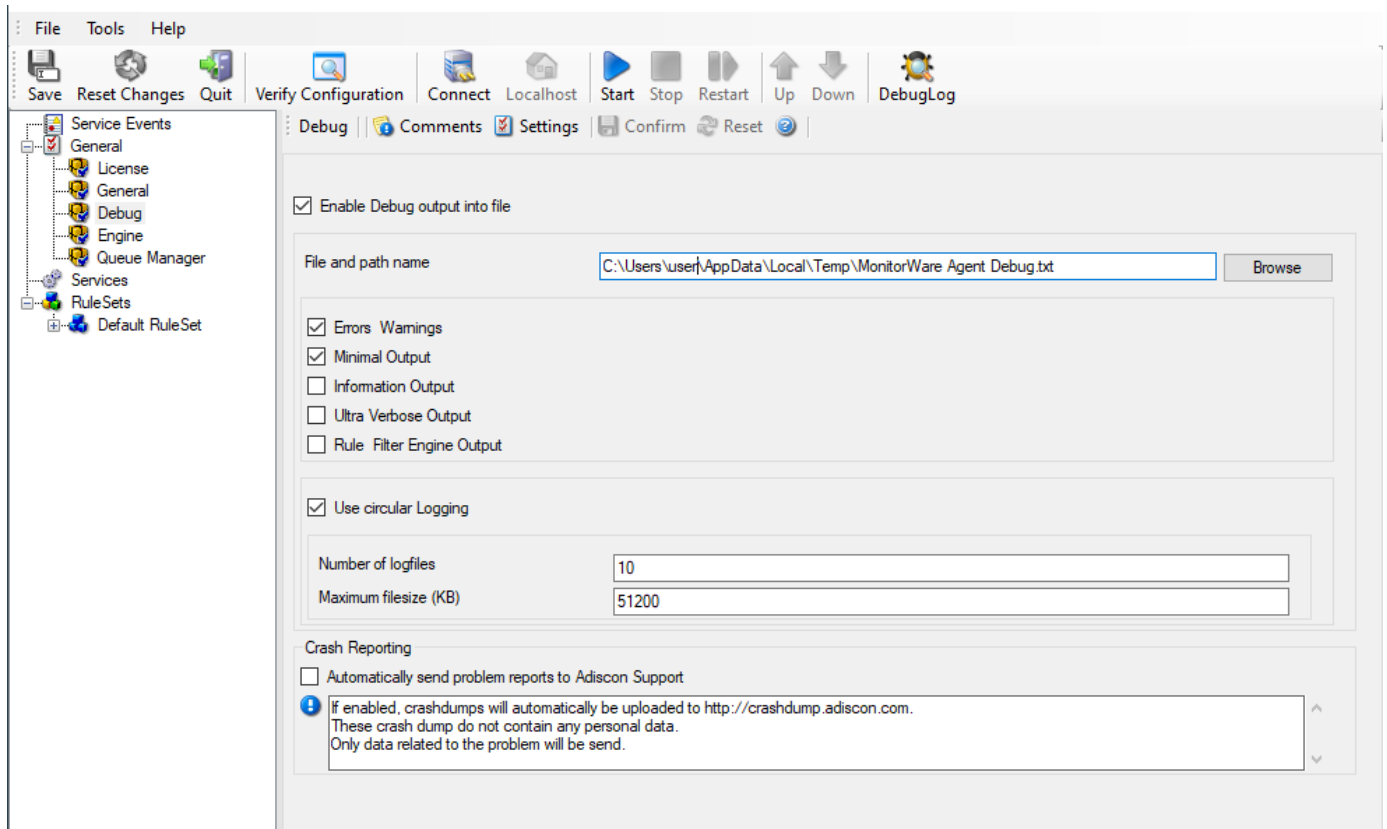 File Tools Help
Save Reset Changes Quit Verify Configuration Connect Localhost Start Stop Restart Up Down DebugLog
Service Events
General
License
General
Debug
Engine
Queue Manager
Services
RuleSets
Default RuleSet
Debug Comments Settings Confirm Reset
Enable Debug output into file
File and path name C:\Users\user\AppData\Local\Temp\MonitorWare Agent Debug.txt Browse
Errors Warnings
Minimal Output
Information Output
Ultra Verbose Output
Rule Filter Engine Output
Use circular Logging
Number of logfiles 10
Maximum filesize (KB) 51200
Crash Reporting
Automatically send problem reports to Adiscon Support
If enabled, crashdumps will automatically be uploaded to http://crashdump.adiscon.com.
These crash dump do not contain any personal data.
Only data related to the problem will be send.